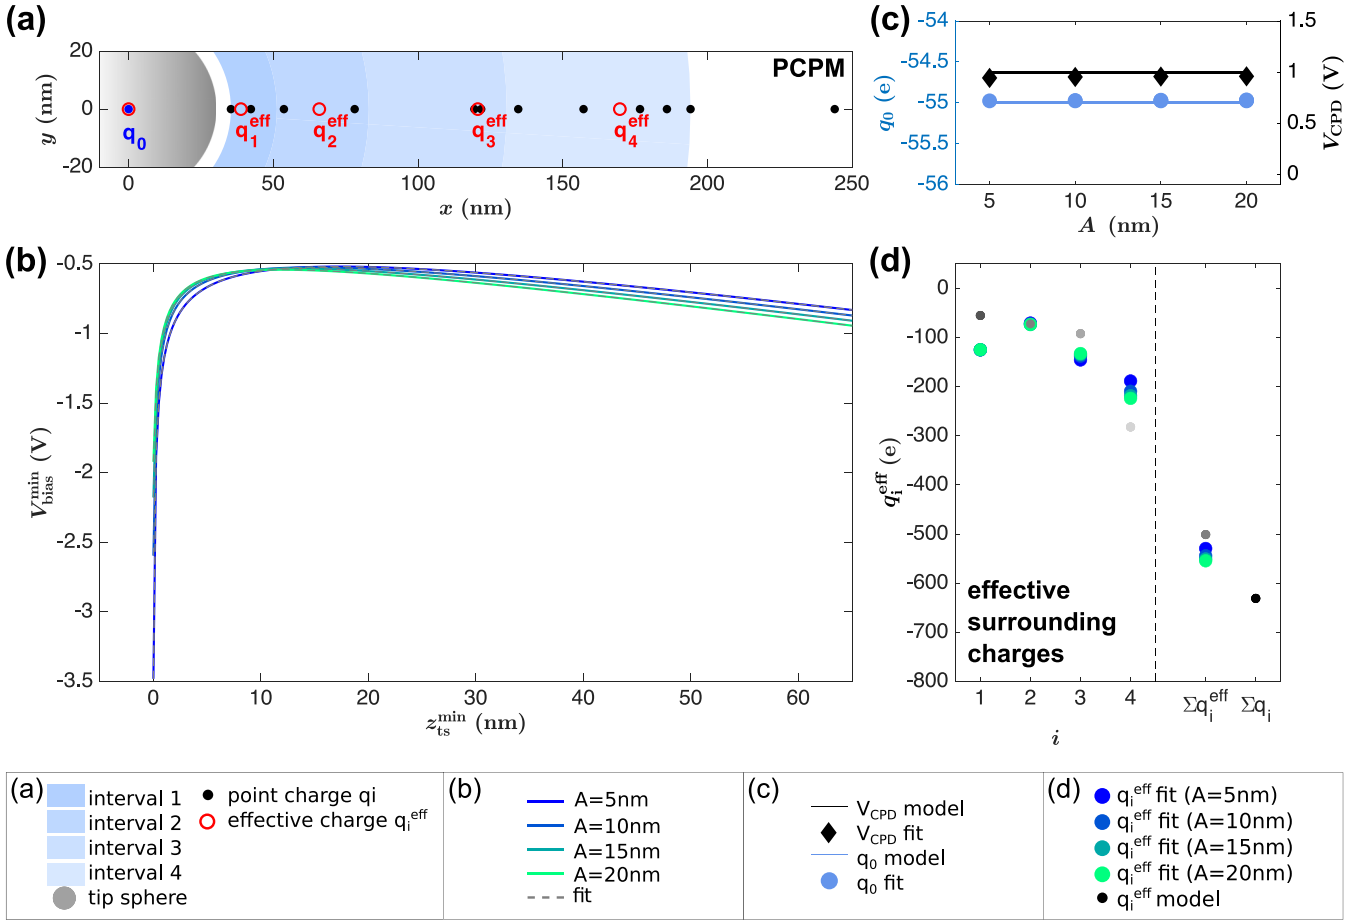 (a)
PCPM
20
0
-20
y (nm)
q0
q1eff
q2eff
q3eff
q4eff
0
50
100
150
200
250
x (nm)
(c)
-54
-54.5
-55
-55.5
-56
q0 (e)
1.5
1
0.5
0
VCPD (V)
5
10
15
20
A (nm)
(b)
-0.5
-1
-1.5
-2
-2.5
-3
-3.5
Vbiasmin (V)
0
10
20
30
40
50
60
ztsmin (nm)
(d)
0
-100
-200
-300
-400
-500
-600
-700
-800
qieff (e)
effective
surrounding
charges
1
2
3
4
Σqieff
Σqi
i
(a)
interval 1
interval 2
interval 3
interval 4
tip sphere
point charge qi
effective charge qieff
(b)
A=5nm
A=10nm
A=15nm
A=20nm
fit
(c)
VCPD model
VCPD fit
q0 model
q0 fit
(d)
qieff fit (A=5nm)
qieff fit (A=10nm)
qieff fit (A=15nm)
qieff fit (A=20nm)
qieff model